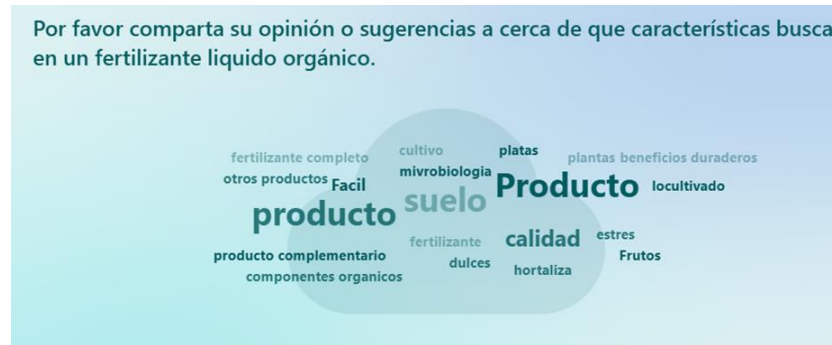 Por favor comparta su opinión o sugerencias a cerca de que características busca
en un fertilizante liquido orgánico.
cultivo
platas
fertilizante completo
plantas beneficios duraderos
mivrobiologia
otros productos
Facil
Producto
locultivado
suelo
producto
calidad
estres
fertilizante
producto complementario
Frutos
dulces
hortaliza
componentes organicos